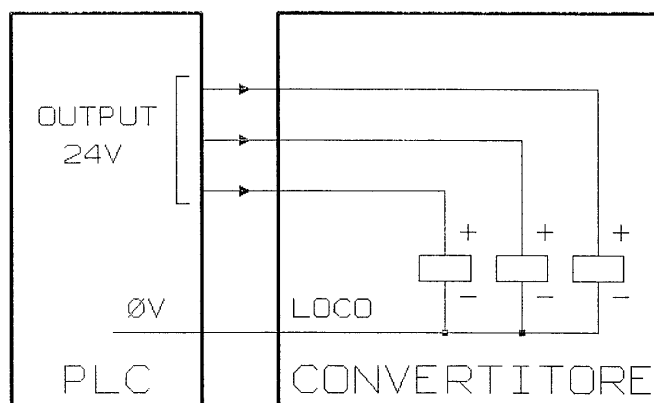 OUTPUT
24V
+ + +
- - -
ØV
LOCO
PLC
CONVERTITORE